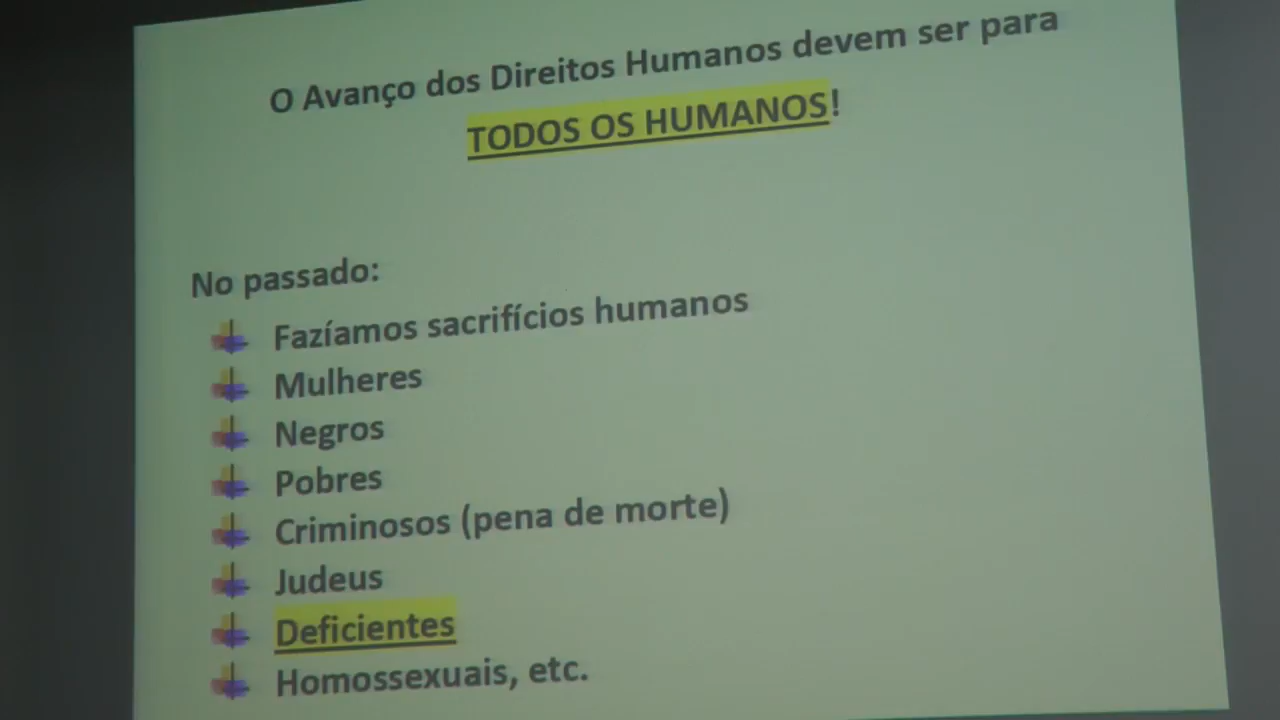 O Avanço dos Direitos Humanos devem ser para
TODOS OS HUMANOS!
No passado:
Fazíamos sacrifícios humanos
Mulheres
Negros
Pobres
Criminosos (pena de morte)
Judeus
Deficientes
Homossexuais, etc.